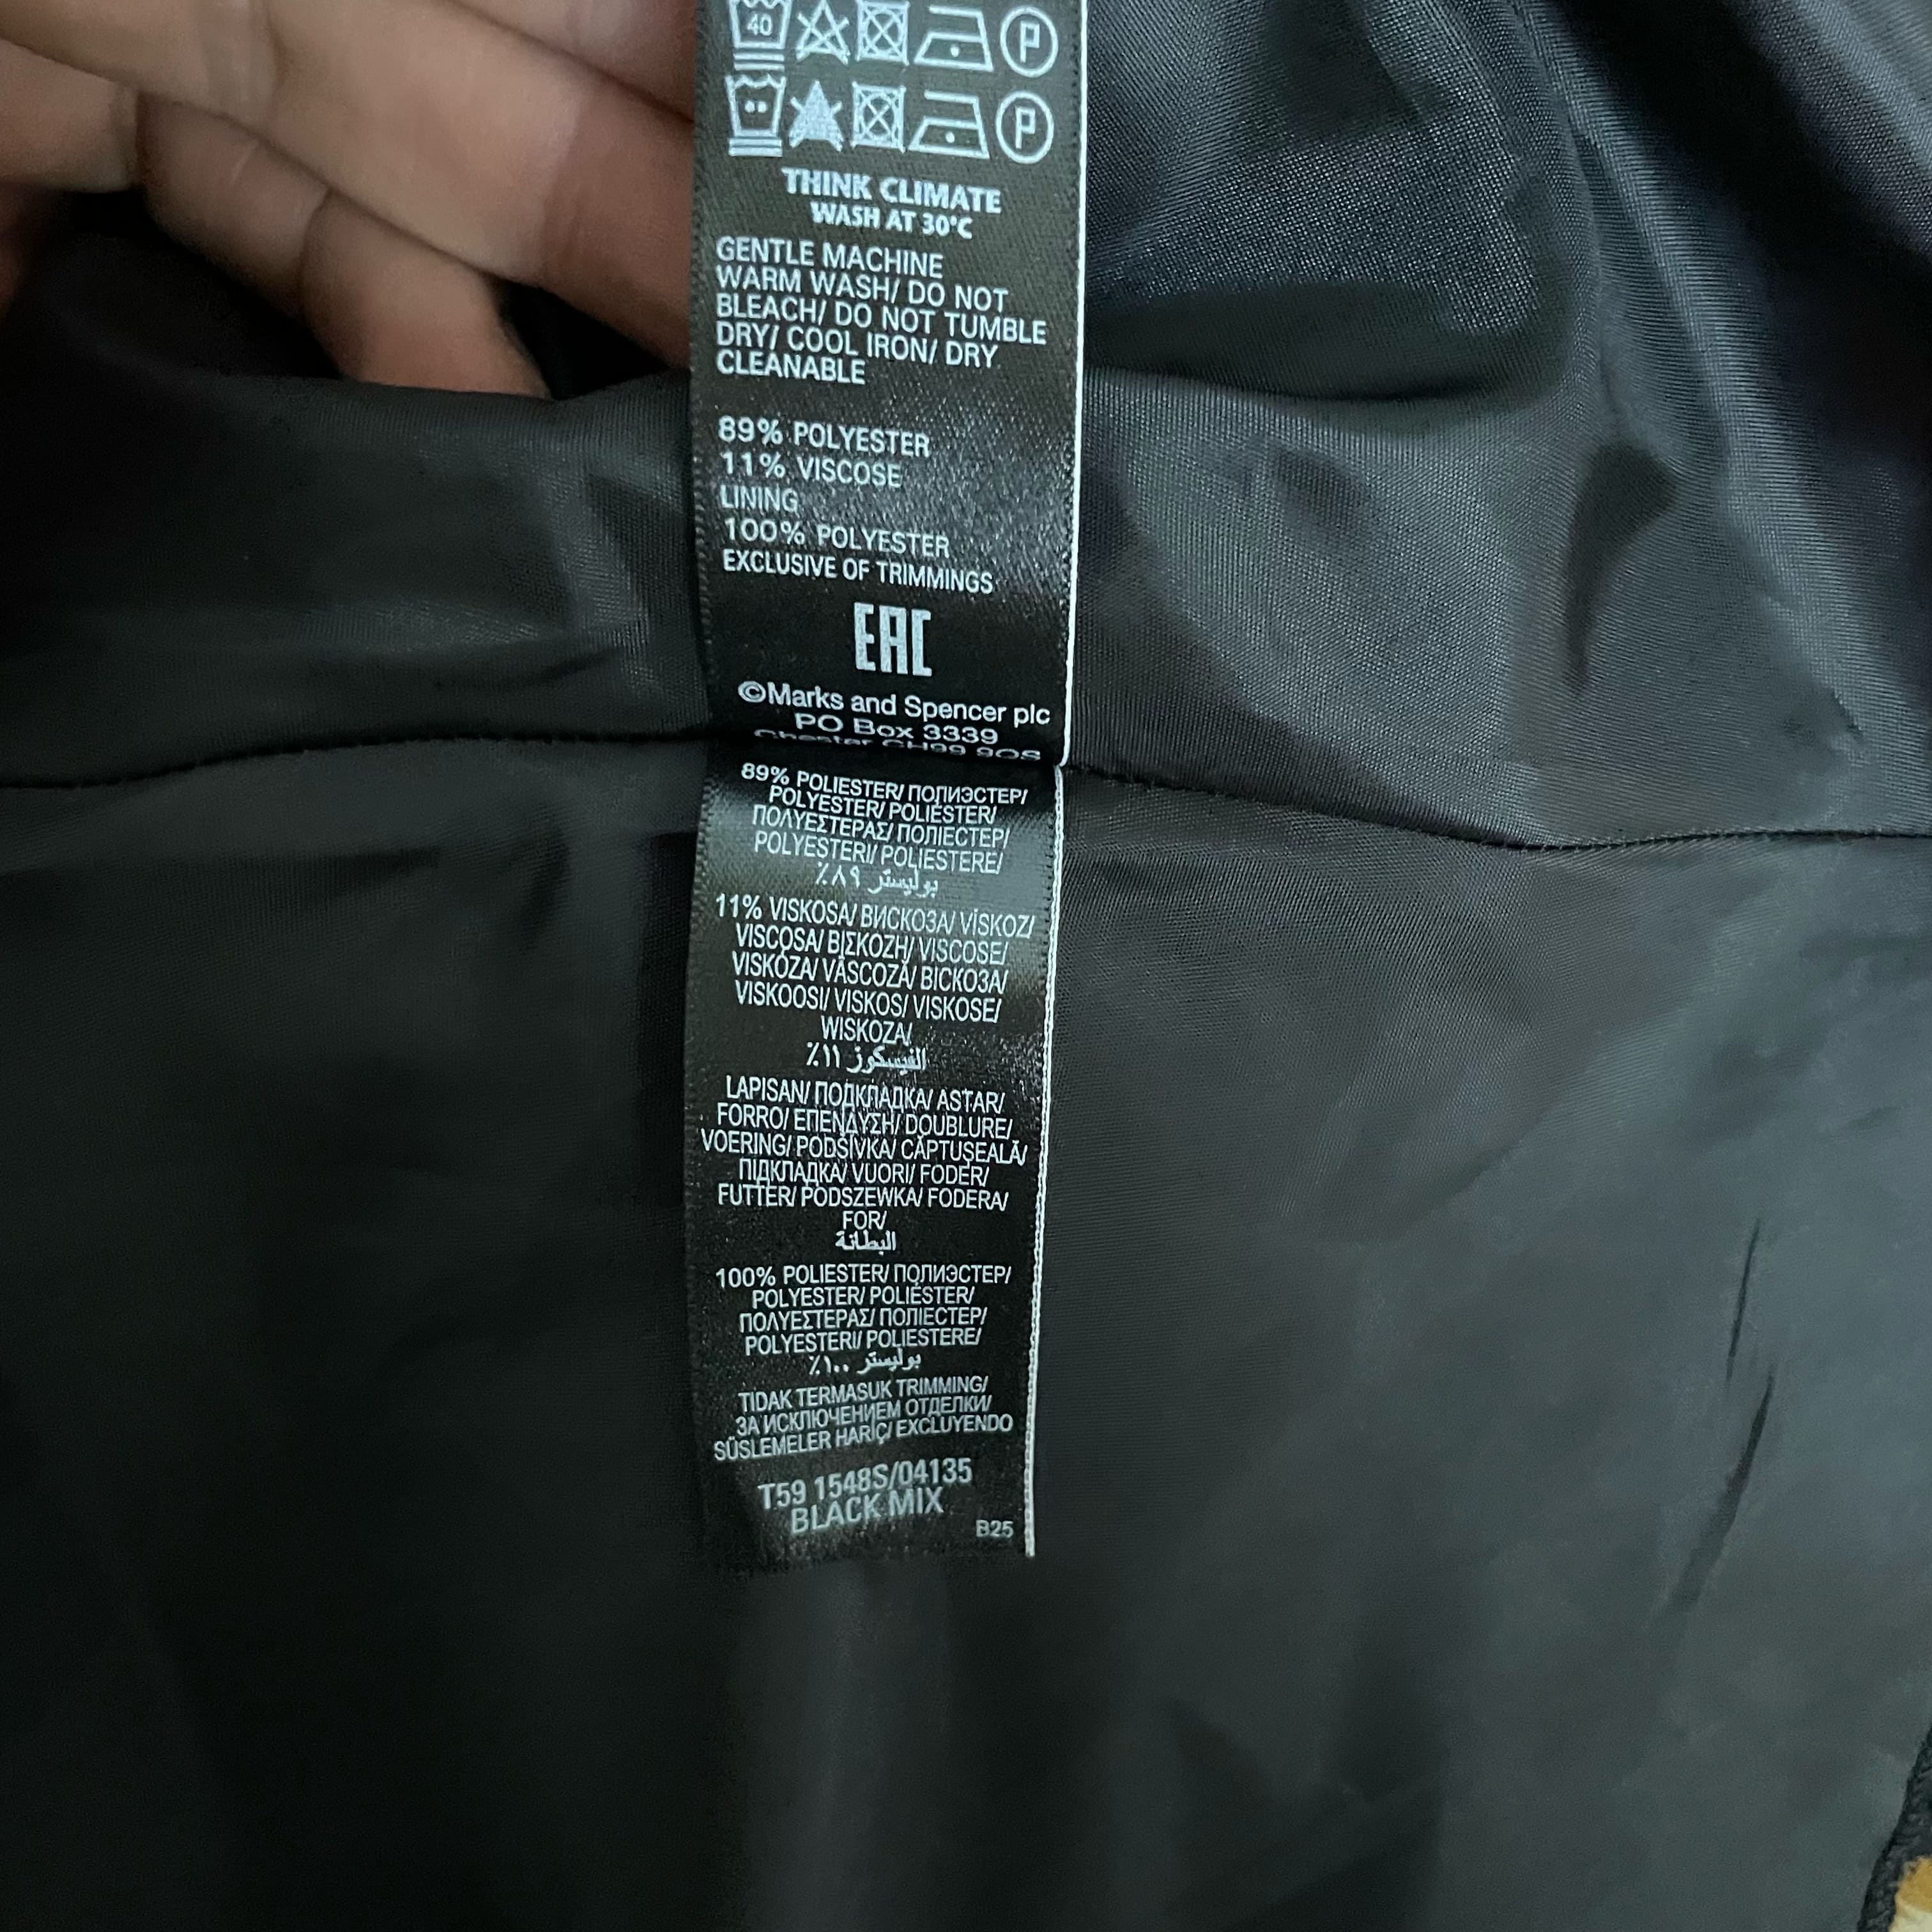 40
P
P
THINK CLIMATE
WASH AT 30°C
GENTLE MACHINE
WARM WASH/ DO NOT
BLEACH/ DO NOT TUMBLE
DRY/ COOL IRON/ DRY
CLEANABLE
89% POLYESTER
11% VISCOSE
LINING
100% POLYESTER
EXCLUSIVE OF TRIMMINGS
EAC
©Marks and Spencer plc
PO Box 3339
Chester CH99 9QS
89% POLIESTER/ ПОЛИЭСТЕР/
POLYESTER/ POLIÉSTER/
ΠΟΛΥΕΣΤΕΡΑΣ/ ПОЛІЕСТЕР/
POLYESTERI/ POLIESTERE/
بوليستر ٨٩٪
11% VISKOSA/ ВИСКОЗА/ VİSKOZ/
VISCOSA/ ΒΙΣΚΟΖΗ/ VISCOSE/
VISKÓZA/ VÂSCOZĂ/ ВІСКОЗА/
VISKOOSI/ VISKOS/ VISKOSE/
WISKOZA/
الفيسكوز ١١٪
LAPISAN/ ПОДКЛАДКА/ ASTAR/
FORRO/ ΕΠΕΝΔΥΣΗ/ DOUBLURE/
VOERING/ PODŠÍVKA/ CĂPTUȘEALĂ/
ПІДКЛАДКА/ VUORI/ FODER/
FUTTER/ PODSZEWKA/ FODERA/
FOR/
البطانة
100% POLIESTER/ ПОЛИЭСТЕР/
POLYESTER/ POLIÉSTER/
ΠΟΛΥΕΣΤΕΡΑΣ/ ПОЛІЕСТЕР/
POLYESTERI/ POLIESTERE/
بوليستر ١٠٠٪
TIDAK TERMASUK TRIMMING/
ЗА ИСКЛЮЧЕНИЕМ ОТДЕЛКИ/
SÜSLEMELER HARİÇ/ EXCLUYENDO
T59 1548S/04135
BLACK MIX
B25